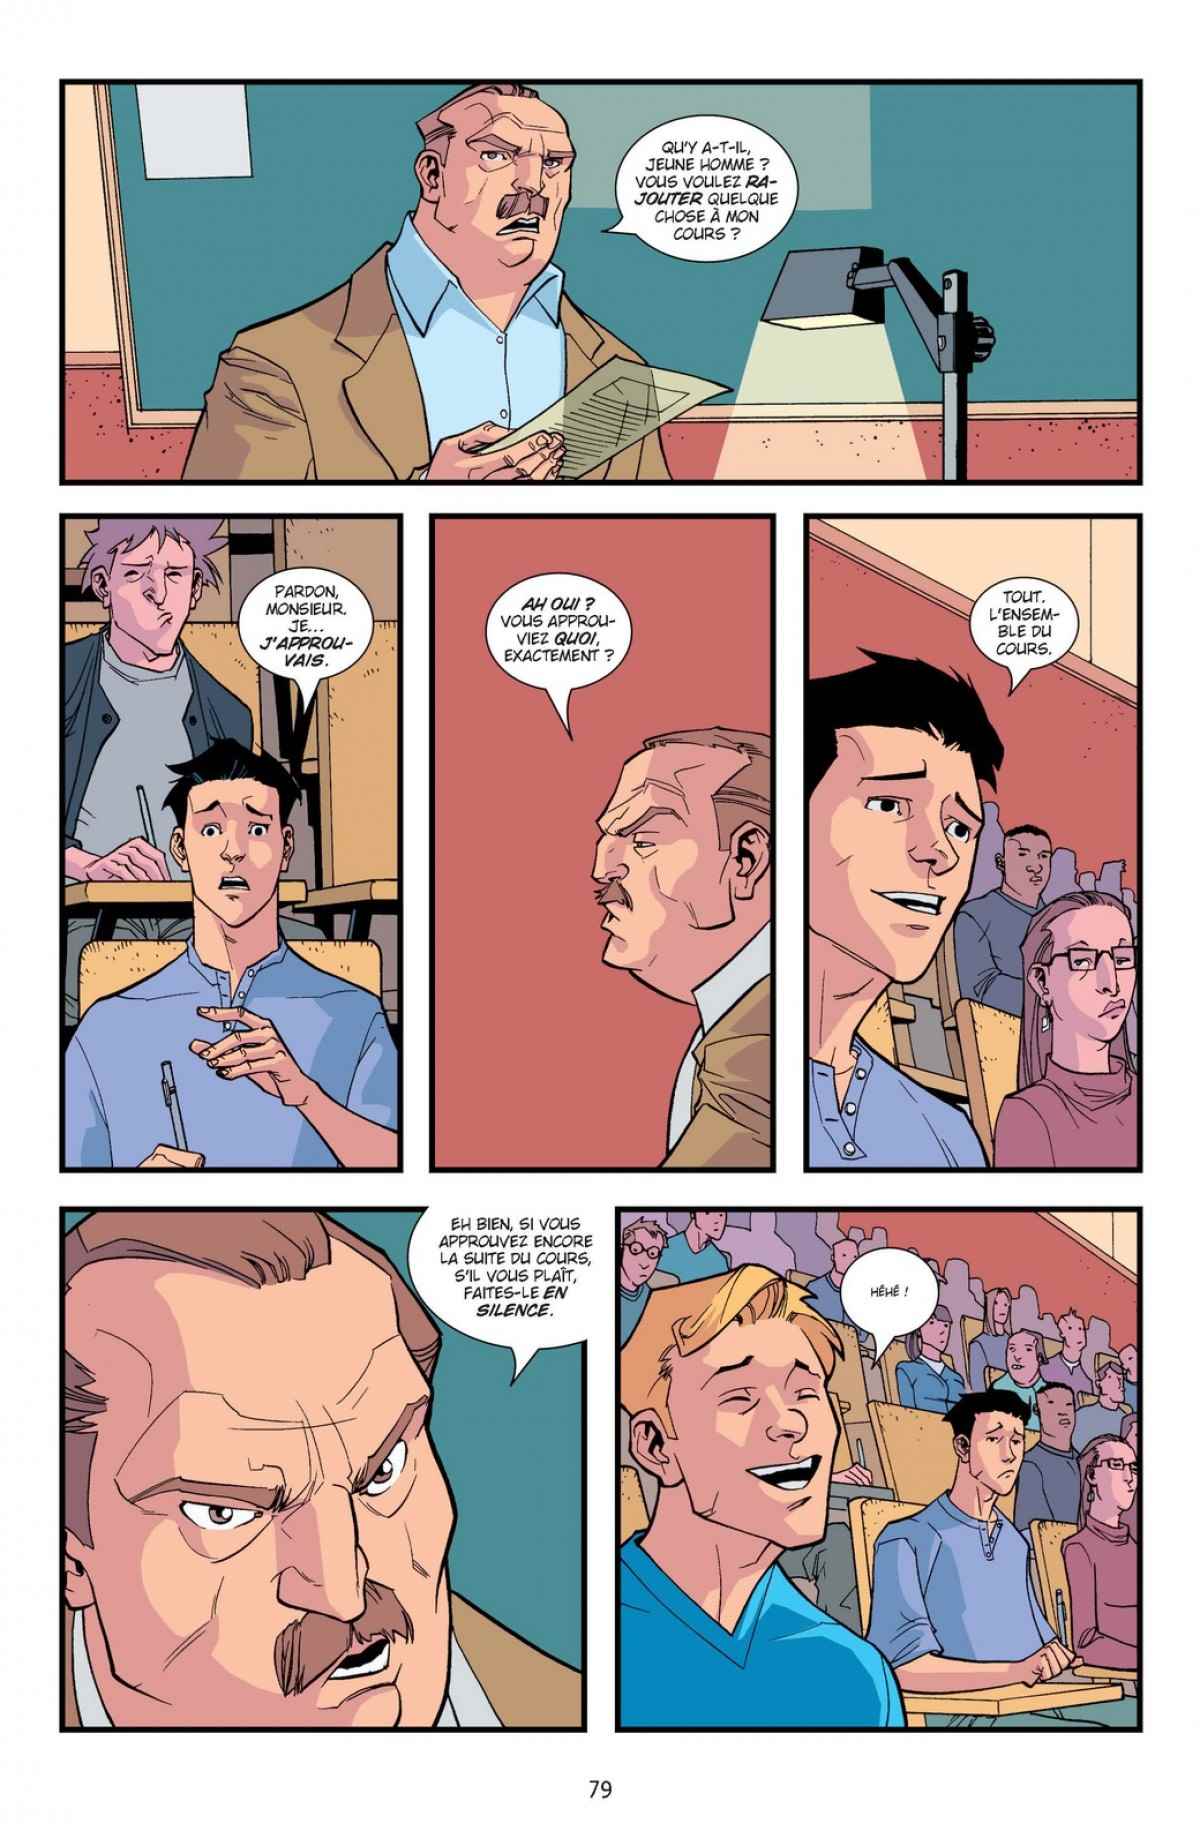 QU'Y A-T-IL,
JEUNE HOMME ?
VOUS VOULEZ RA-
JOUTER QUELQUE
CHOSE À MON
COURS ?
PARDON,
MONSIEUR.
JE...
J'APPROU-
VAIS.
AH OUI ?
VOUS APPROU-
VIEZ QUOI,
EXACTEMENT ?
TOUT.
L'ENSEM-
BLE DU
COURS.
EH BIEN, SI VOUS
APPROUVEZ ENCORE
LA SUITE DU COURS,
S'IL VOUS PLAÎT,
FAITES-LE EN
SILENCE.
HÉHÉ !
79